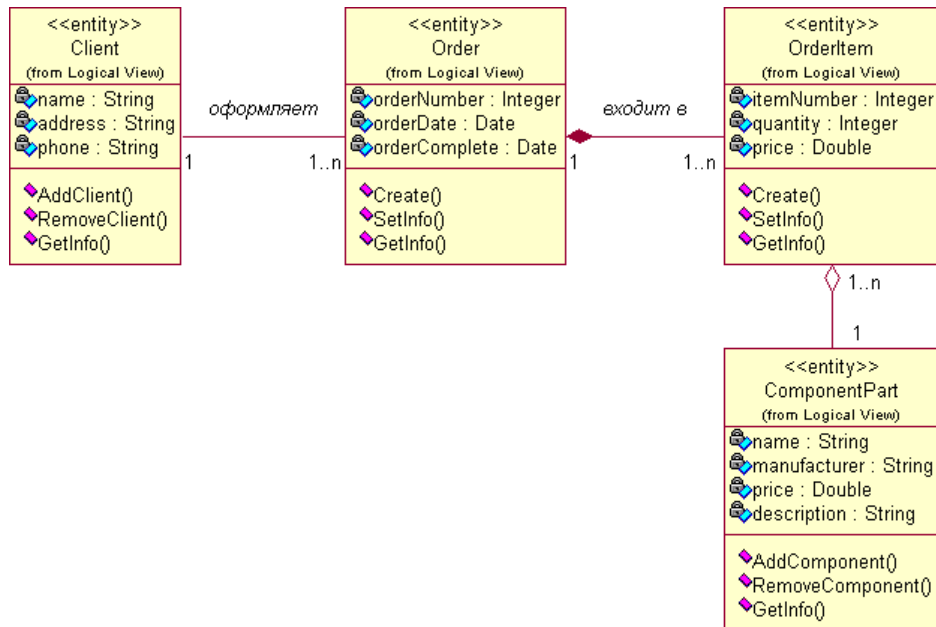 <<entity>>
Client
(from Logical View)
name : String
address : String
phone : String
AddClient()
RemoveClient()
GetInfo()
оформляет
1
1..n
<<entity>>
Order
(from Logical View)
orderNumber : Integer
orderDate : Date
orderComplete : Date
Create()
SetInfo()
GetInfo()
входит в
1
1..n
<<entity>>
OrderItem
(from Logical View)
itemNumber : Integer
quantity : Integer
price : Double
Create()
SetInfo()
GetInfo()
1..n
1
<<entity>>
ComponentPart
(from Logical View)
name : String
manufacturer : String
price : Double
description : String
AddComponent()
RemoveComponent()
GetInfo()